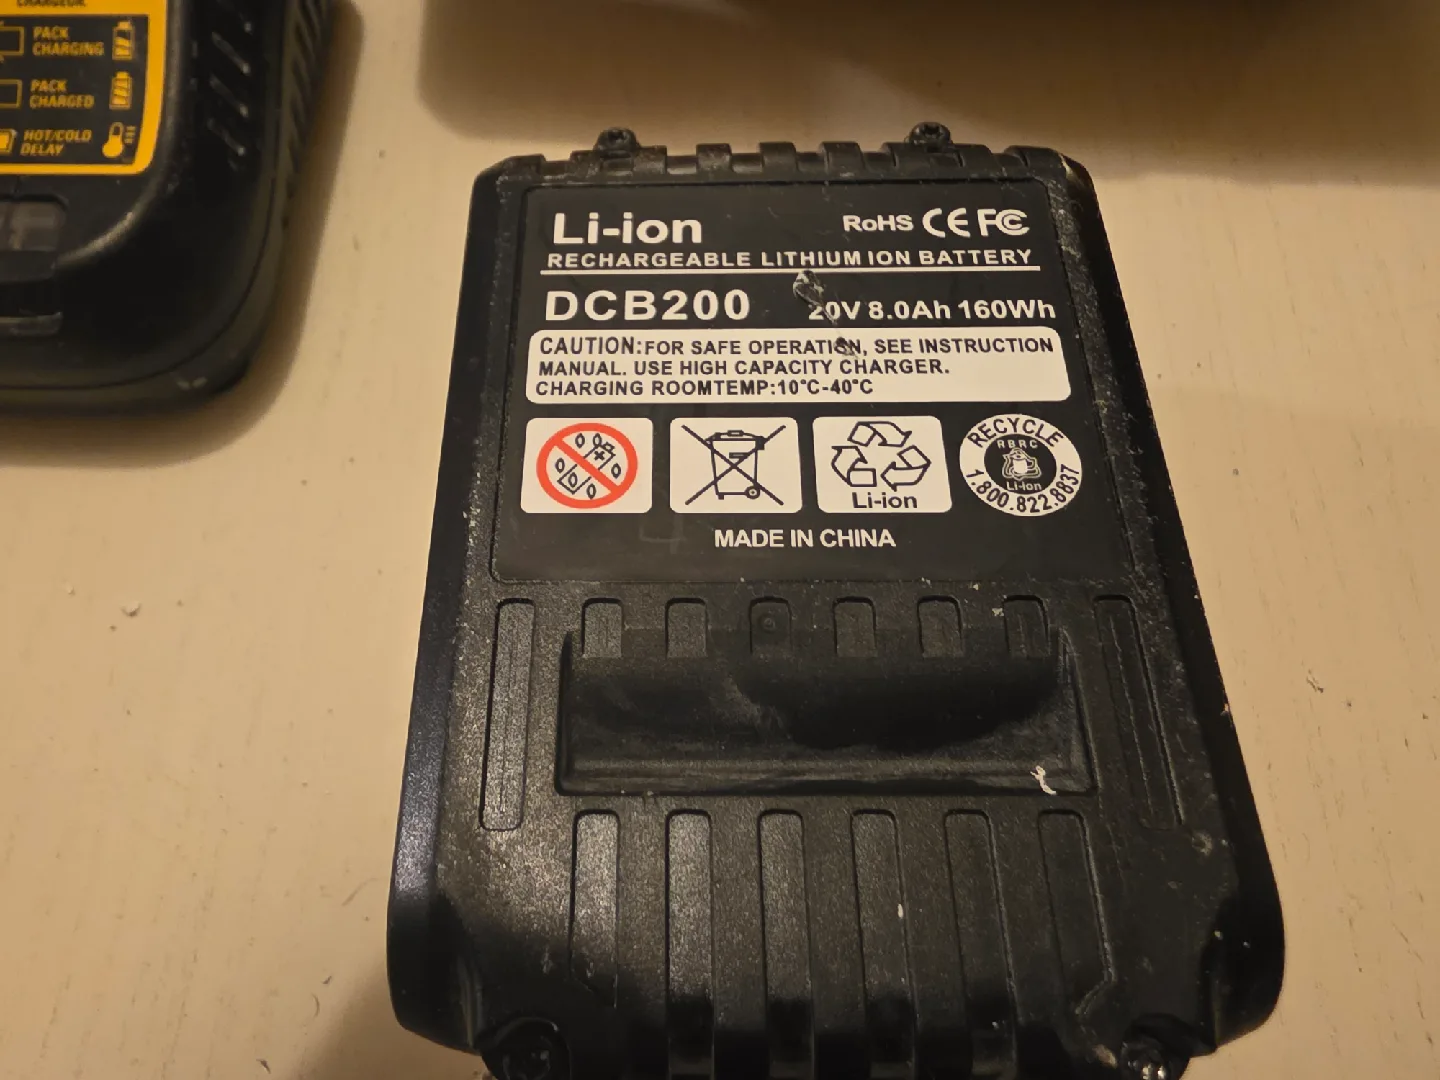 CHARGEUR
PACK
CHARGING
PACK
CHARGED
HOT/COLD
DELAY
Li-ion
RoHS CE FC
RECHARGEABLE LITHIUM ION BATTERY
DCB200 20V 8.0Ah 160Wh
CAUTION:FOR SAFE OPERATION, SEE INSTRUCTION
MANUAL. USE HIGH CAPACITY CHARGER.
CHARGING ROOMTEMP:10°C-40°C
Li-ion
RECYCLE
RBRC
Li-ion
1.800.822.8837
MADE IN CHINA